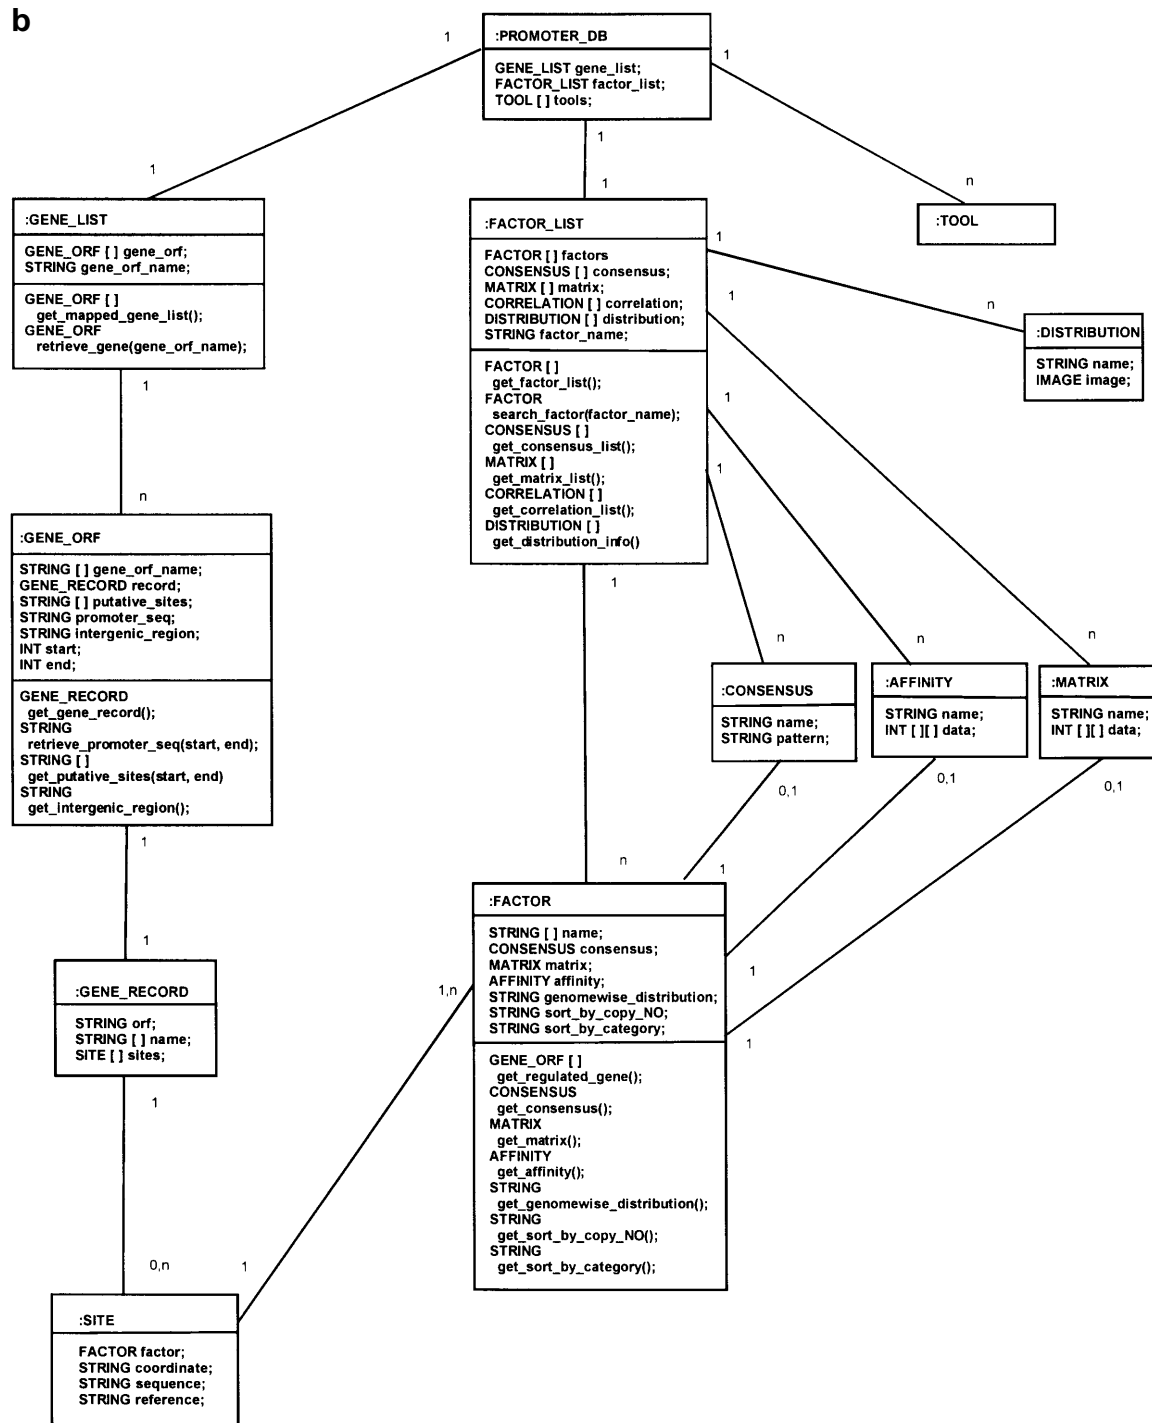 b
1
:PROMOTER_DB
GENE_LIST gene_list;
FACTOR_LIST factor_list;
TOOL [ ] tools;
1
1
1
1
n
:GENE_LIST
GENE_ORF [ ] gene_orf;
STRING gene_orf_name;
GENE_ORF [ ]
get_mapped_gene_list();
GENE_ORF
retrieve_gene(gene_orf_name);
:FACTOR_LIST
FACTOR [ ] factors
CONSENSUS [ ] consensus;
MATRIX [ ] matrix;
CORRELATION [ ] correlation;
DISTRIBUTION [ ] distribution;
STRING factor_name;
FACTOR [ ]
get_factor_list();
FACTOR
search_factor(factor_name);
CONSENSUS [ ]
get_consensus_list();
MATRIX [ ]
get_matrix_list();
CORRELATION [ ]
get_correlation_list();
DISTRIBUTION [ ]
get_distribution_info()
:TOOL
1
n
1
:DISTRIBUTION
STRING name;
IMAGE image;
1
1
1
n
1
:GENE_ORF
STRING [ ] gene_orf_name;
GENE_RECORD record;
STRING [ ] putative_sites;
STRING promoter_seq;
STRING intergenic_region;
INT start;
INT end;
GENE_RECORD
get_gene_record();
STRING
retrieve_promoter_seq(start, end);
STRING [ ]
get_putative_sites(start, end)
STRING
get_intergenic_region();
n
n
n
:CONSENSUS
STRING name;
STRING pattern;
:AFFINITY
STRING name;
INT [ ][ ] data;
:MATRIX
STRING name;
INT [ ][ ] data;
0,1
0,1
0,1
1
n
1
1
:GENE_RECORD
STRING orf;
STRING [ ] name;
SITE [ ] sites;
:FACTOR
STRING [ ] name;
CONSENSUS consensus;
MATRIX matrix;
AFFINITY affinity;
STRING genomewise_distribution;
STRING sort_by_copy_NO;
STRING sort_by_category;
GENE_ORF [ ]
get_regulated_gene();
CONSENSUS
get_consensus();
MATRIX
get_matrix();
AFFINITY
get_affinity();
STRING
get_genomewise_distribution();
STRING
get_sort_by_copy_NO();
STRING
get_sort_by_category();
1
1,n
1
1
0,n
1
:SITE
FACTOR factor;
STRING coordinate;
STRING sequence;
STRING reference;